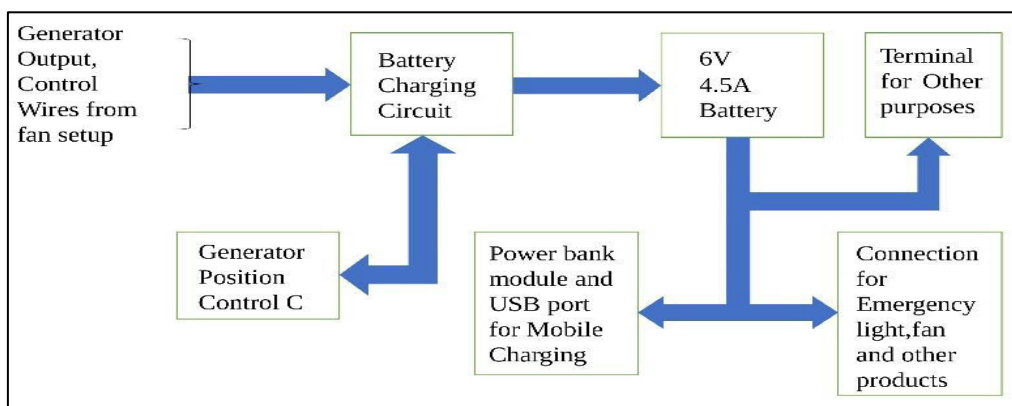 Generator
Output,
Control
Wires from
fan setup
Battery
Charging
Circuit
6V
4.5A
Battery
Terminal
for Other
purposes
Generator
Position
Control C
Power bank
module and
USB port
for Mobile
Charging
Connection
for
Emergency
light,fan
and other
products